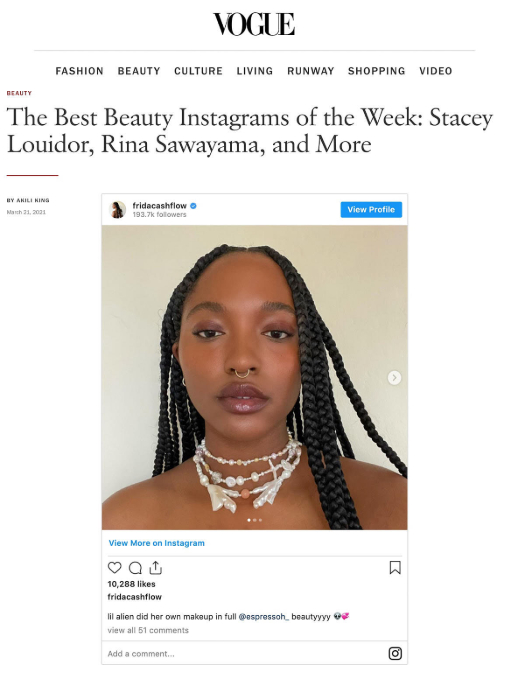 VOGUE
FASHION BEAUTY CULTURE LIVING RUNWAY SHOPPING VIDEO
BEAUTY
The Best Beauty Instagrams of the Week: Stacey
Louidor, Rina Sawayama, and More
BY AKILI KING
March 21, 2021
fridacashflow
193.7k followers
View Profile
View More on Instagram
10,288 likes
fridacashflow
lil alien did her own makeup in full @espressoh_ beautyyyy 👽💞
view all 51 comments
Add a comment...